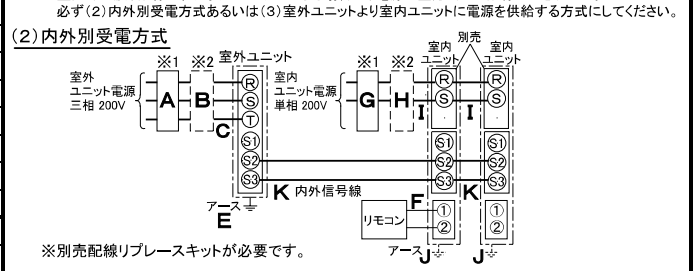 必ず(2)内外別受電方式あるいは(3)室外ユニットより室内ユニットに電源を供給する方式にしてください。
(2)内外別受電方式
※1 ※2 室外ユニット
室外
ユニット電源
三相 200V
A
B
C
R
S
T
S1
S2
S3
アース
E
K 内外信号線
※1 ※2
室内
ユニット電源
単相 200V
G
H
別売
室内
ユニット
室内
ユニット
I
R
S
I
R
S
S1
S2
S3
K
S1
S2
S3
F
リモコン
①
②
①
②
アース J
J
※別売配線リプレースキットが必要です。